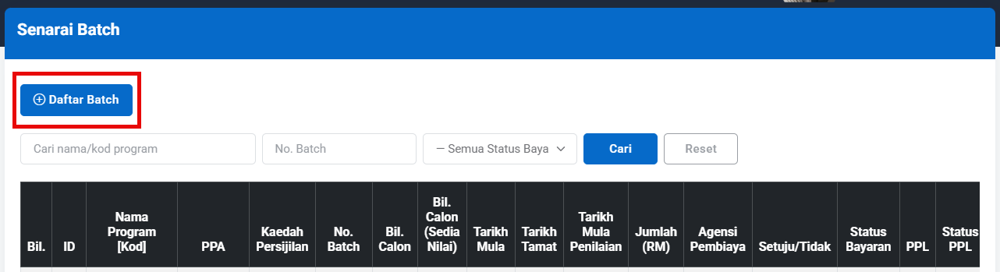 Senarai Batch
Daftar Batch
Cari nama/kod program
No. Batch
— Semua Status Baya
Cari
Reset
Bil.
ID
Nama
Program
[Kod]
PPA
Kaedah
Persijilan
No.
Batch
Bil.
Calon
Bil.
Calon
(Sedia
Nilai)
Tarikh
Mula
Tarikh
Tamat
Tarikh
Mula
Penilaian
Jumlah
(RM)
Agensi
Pembiaya
Setuju/Tidak
Status
Bayaran
PPL
Status
PPL